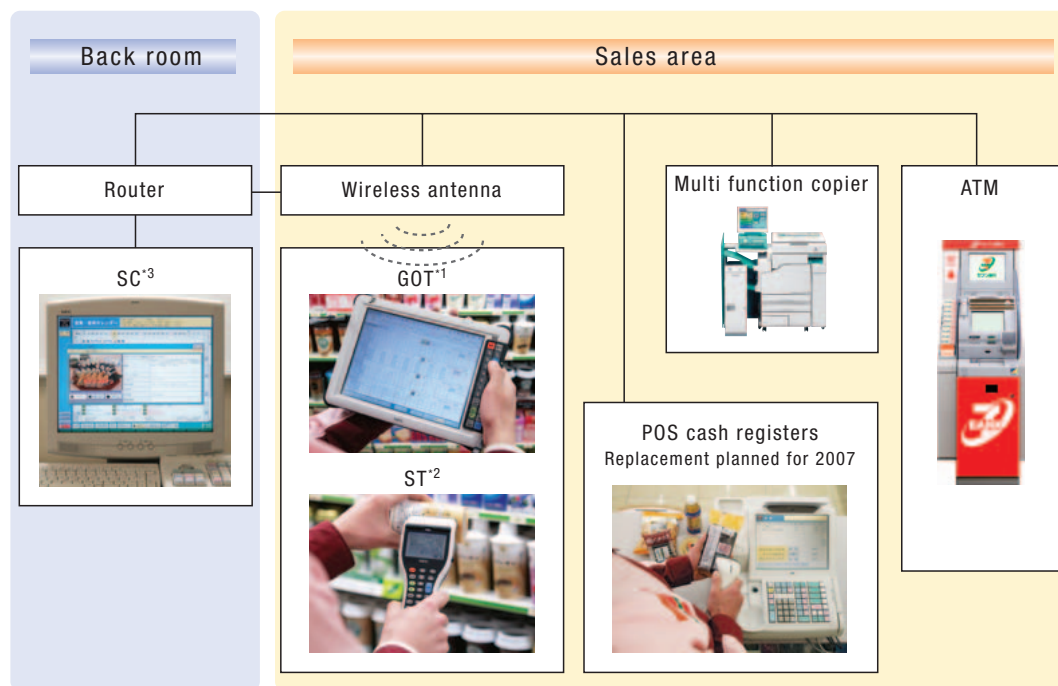 Back room
Sales area
Router
Wireless antenna
Multi function copier
ATM
SC*3
GOT*1
ST*2
POS cash registers
Replacement planned for 2007